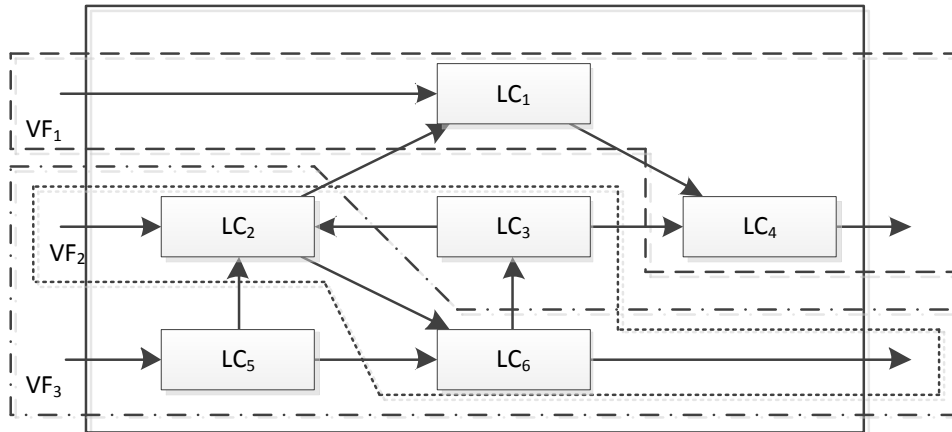 LC₁
VF₁
LC₂
LC₃
LC₄
VF₂
LC₅
LC₆
VF₃